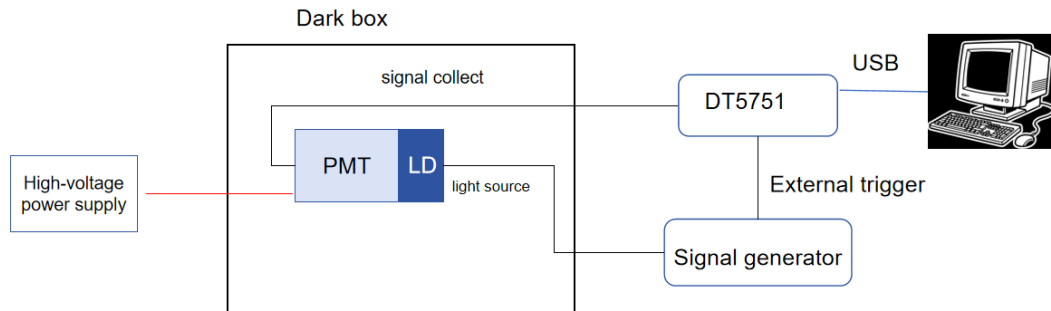 Dark box
signal collect
USB
DT5751
PMT
LD
light source
High-voltage
power supply
External trigger
Signal generator